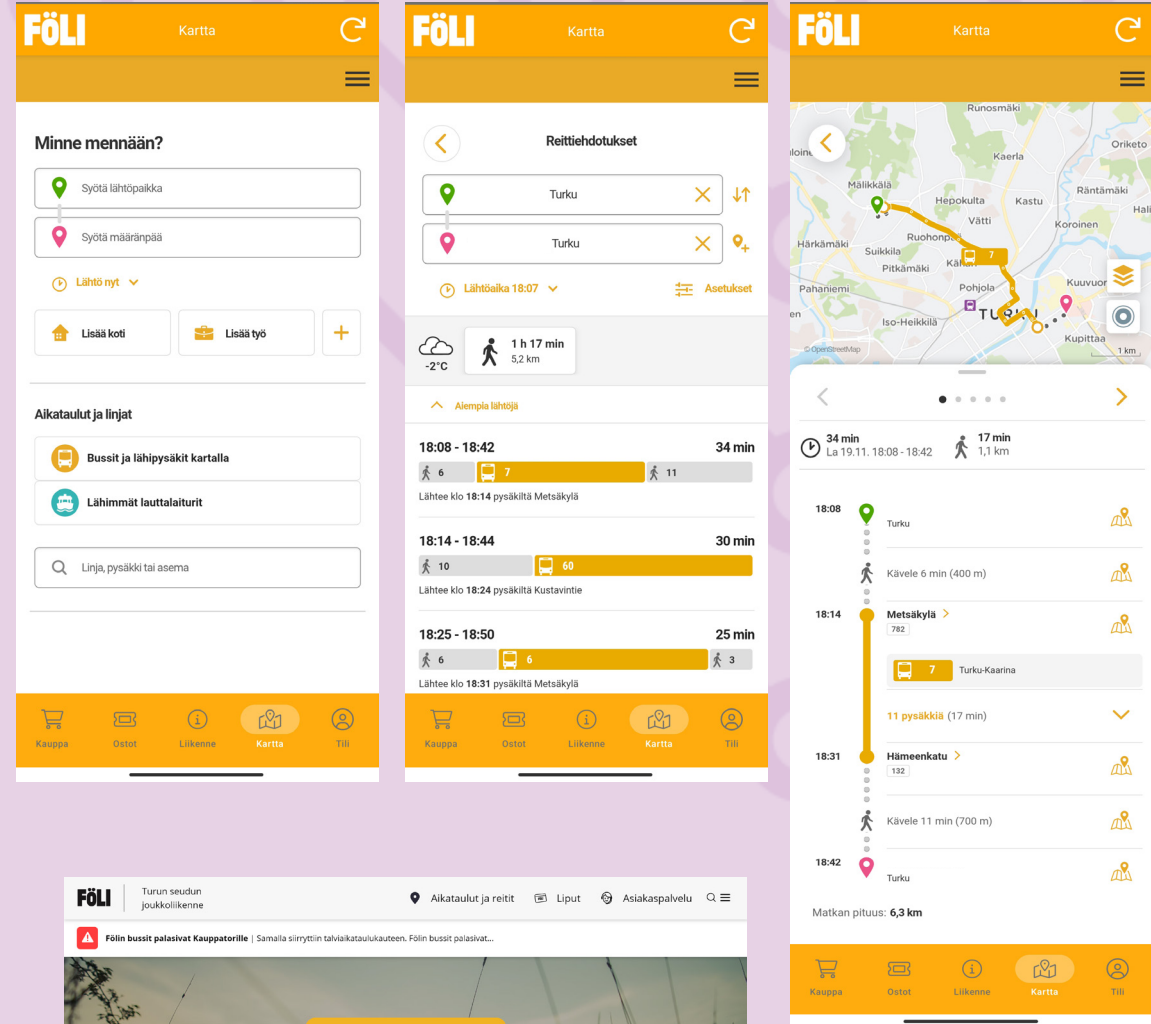 FÖLI
Kartta
Minne mennään?
Syötä lähtöpaikka
Syötä määränpää
Lähtö nyt
Lisää koti
Lisää työ
Aikataulut ja linjat
Bussit ja lähipysäkit kartalla
Lähimmät lauttalaiturit
Linja, pysäkki tai asema
Kauppa
Ostot
Liikenne
Kartta
Tili
FÖLI
Kartta
Reittiehdotukset
Turku
Turku
Lähtöaika 18:07
Asetukset
-2°C
1 h 17 min
5,2 km
Aiempia lähtöjä
18:08 - 18:42 34 min
6 7 11
Lähtee klo 18:14 pysäkiltä Metsäkylä
18:14 - 18:44 30 min
10 60
Lähtee klo 18:24 pysäkiltä Kustavintie
18:25 - 18:50 25 min
6 6 3
Lähtee klo 18:31 pysäkiltä Metsäkylä
Kauppa
Ostot
Liikenne
Kartta
Tili
FÖLI
Kartta
Runosmäki
Oriketo
Kaerla
Mälikkälä
Räntämäki
Hepokulta
Kastu
Vätti
Koroinen
Ruohonpää
Härkämäki
Suikkila
7
Pitkämäki
Pahaniemi
Pohjola
Iso-Heikkilä
TURKU
Kupittaa
© OpenStreetMap
1 km
34 min
La 19.11. 18:08 - 18:42
17 min
1,1 km
18:08
Turku
Kävele 6 min (400 m)
18:14
Metsäkylä
782
7 Turku-Kaarina
11 pysäkkiä (17 min)
18:31
Hämeenkatu
132
Kävele 11 min (700 m)
18:42
Turku
Matkan pituus: 6,3 km
Kauppa
Ostot
Liikenne
Kartta
Tili
FÖLI
Turun seudun
joukkoliikenne
Aikataulut ja reitit
Liput
Asiakaspalvelu
Fölin bussit palasivat Kauppatorille | Samalla siirryttiin talviaikataulukauteen. Fölin bussit palasivat...